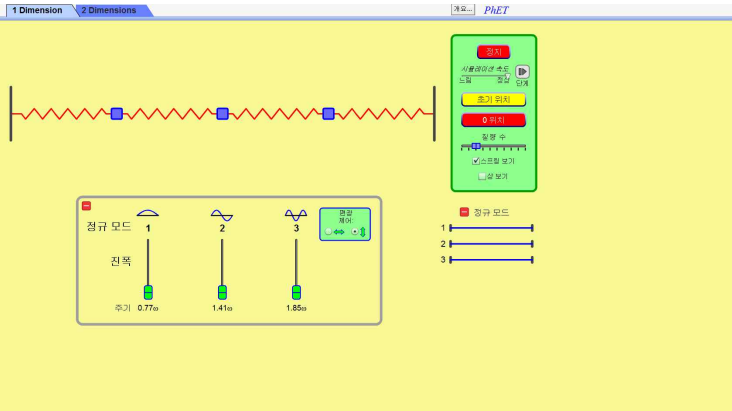 1 Dimension
2 Dimensions
개요...
PhET
정지
시뮬레이션 속도
느림 정상
단계
초기 위치
0 위치
질량 수
스프링 보기
상 보기
편광
제어:
정규 모드 1 2 3
진폭
주기 0.77ω 1.41ω 1.85ω
정규 모드
1
2
3